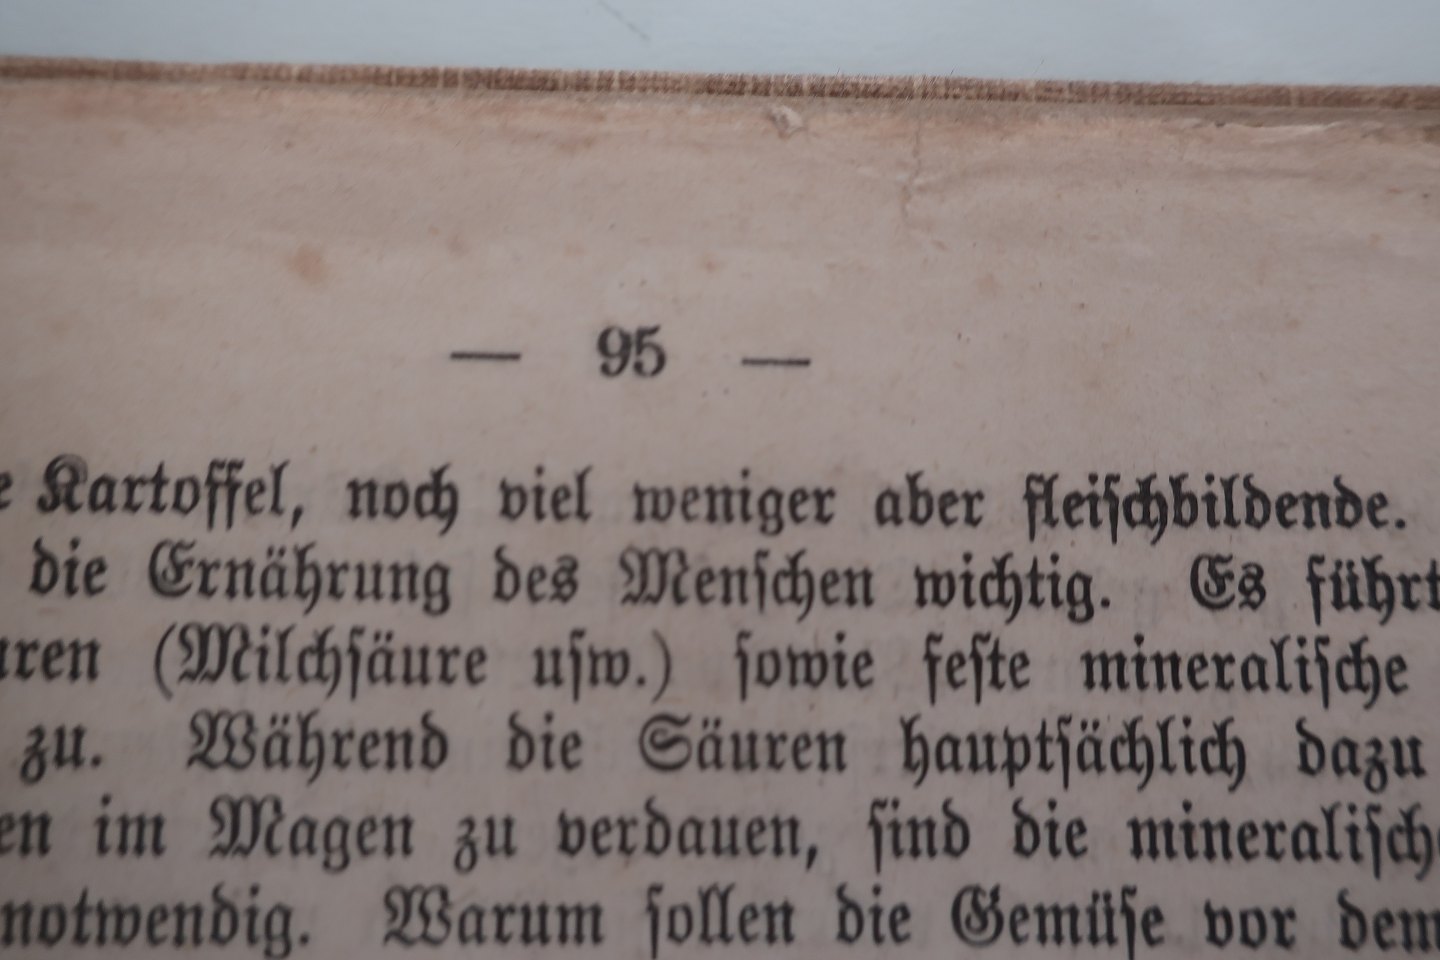 — 95 —
e Kartoffel, noch viel weniger aber fleiſchbildende.
die Ernährung des Menſchen wichtig. Es führt
uren (Milchſäure uſw.) ſowie feſte mineraliſche
zu. Während die Säuren hauptſächlich dazu
en im Magen zu verdauen, ſind die mineraliſche
notwendig. Warum ſollen die Gemüſe vor dem